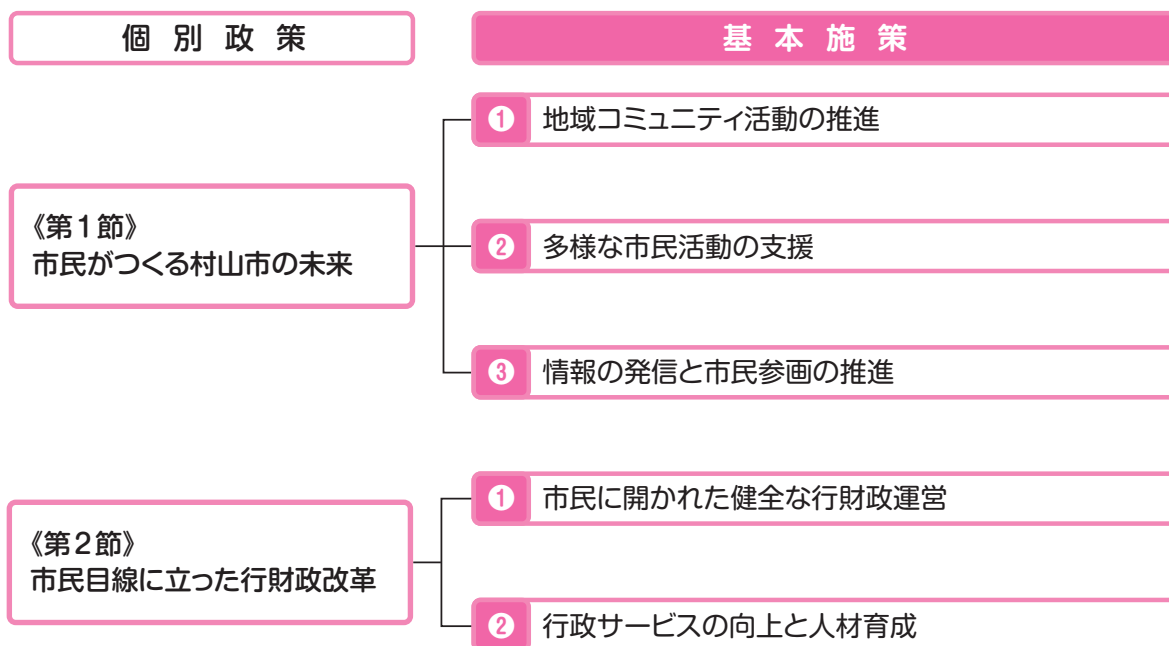 個別政策
基本施策
《第1節》
市民がつくる村山市の未来
❶ 地域コミュニティ活動の推進
❷ 多様な市民活動の支援
❸ 情報の発信と市民参画の推進
《第2節》
市民目線に立った行財政改革
❶ 市民に開かれた健全な行財政運営
❷ 行政サービスの向上と人材育成